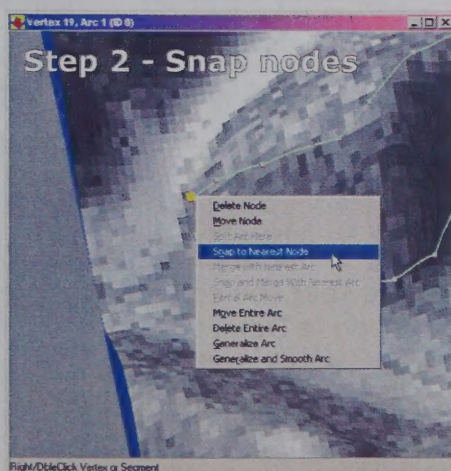 Vertex 19, Arc 1 (ID 0)
Step 2 - Snap nodes
Delete Node
Move Node
Split Arc Here
Snap to Nearest Node
Merge with Nearest Arc
Snap and Merge With Nearest Arc
Partial Arc Move
Move Entire Arc
Delete Entire Arc
Generalize Arc
Generalize and Smooth Arc
Right/DbleClick Vertex or Segment